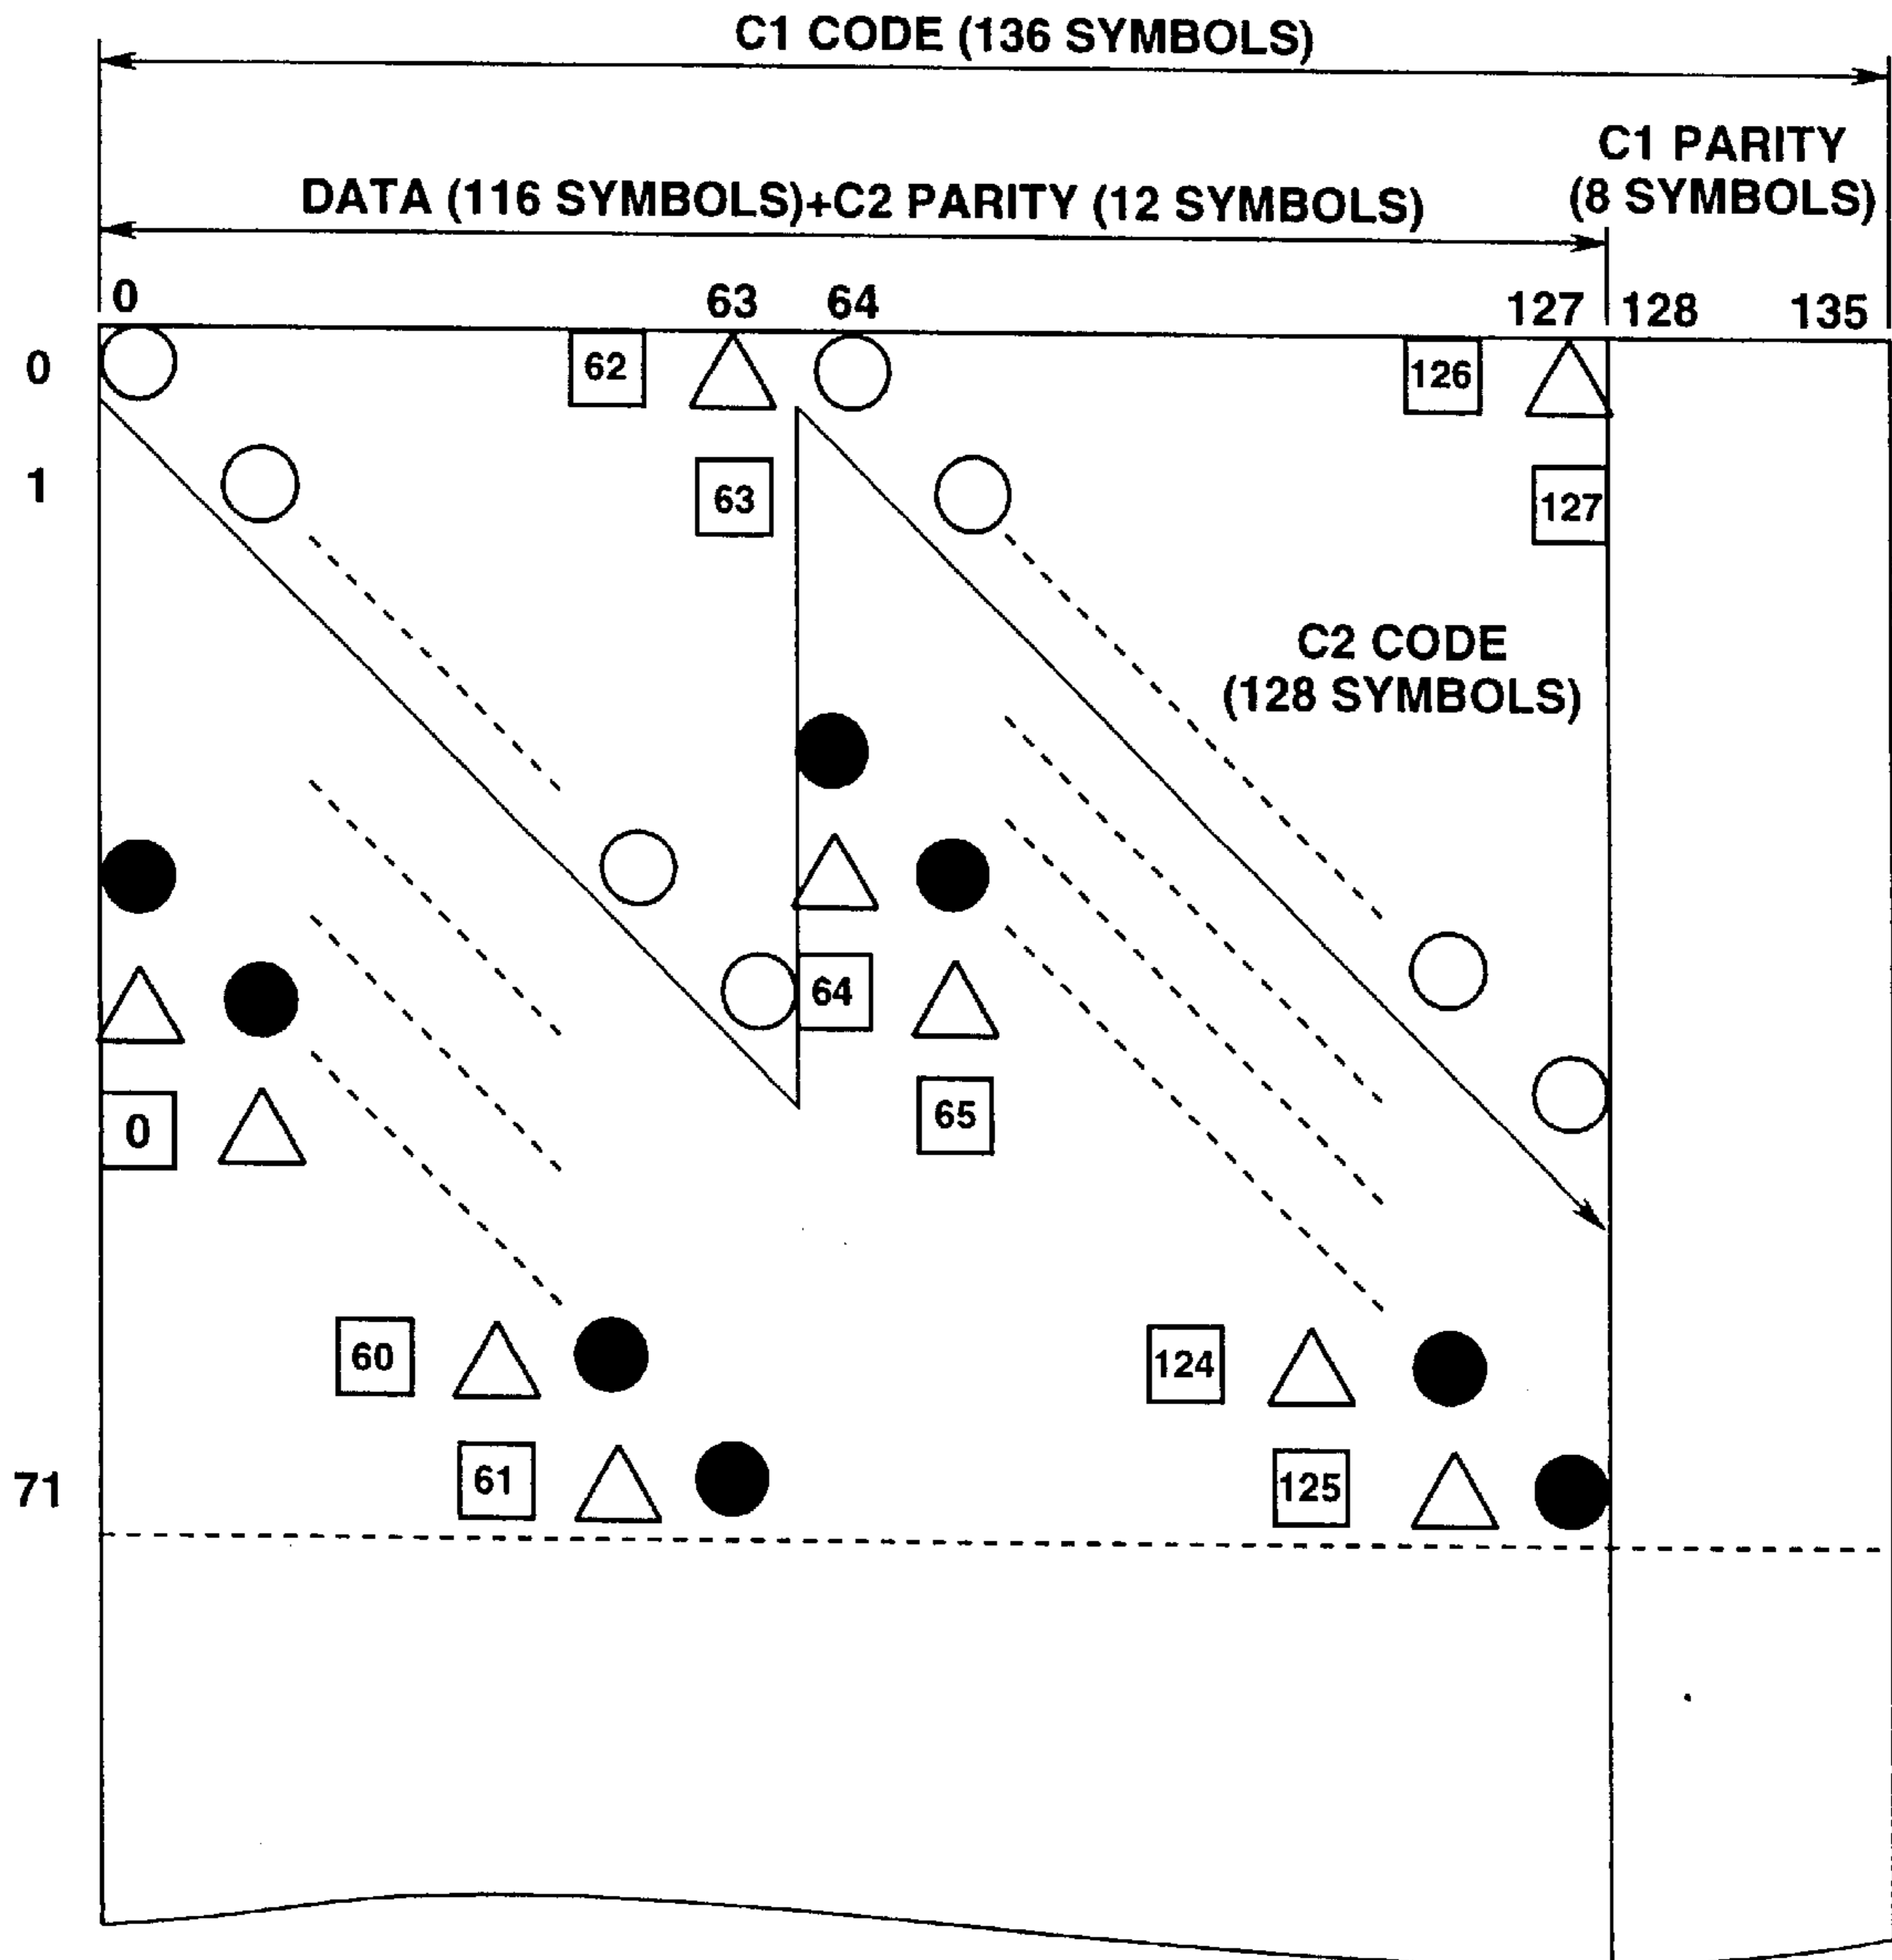 C1 CODE (136 SYMBOLS)
C1 PARITY
(8 SYMBOLS)
DATA (116 SYMBOLS)+C2 PARITY (12 SYMBOLS)
0 63 64 127 128 135
0 62 126
1 63 127
C2 CODE
(128 SYMBOLS)
64
0 65
60 124
71 61 125